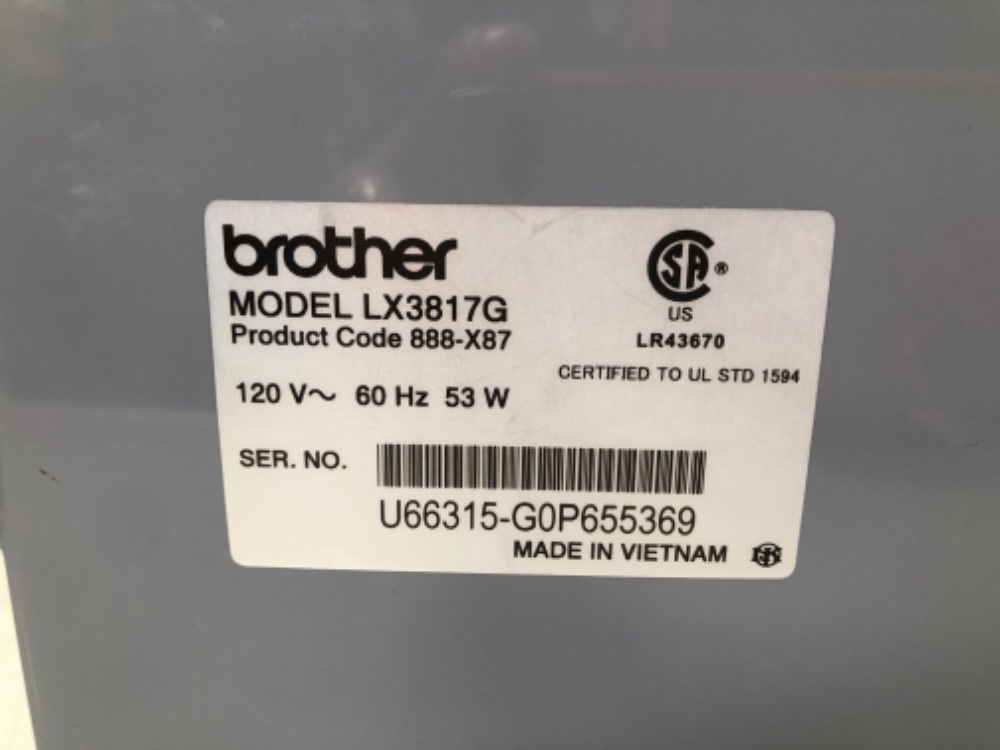 brother
MODEL LX3817G
Product Code 888-X87
120 V~ 60 Hz 53 W
SER. NO.
U66315-G0P655369
MADE IN VIETNAM
SA ®
US
LR43670
CERTIFIED TO UL STD 1594